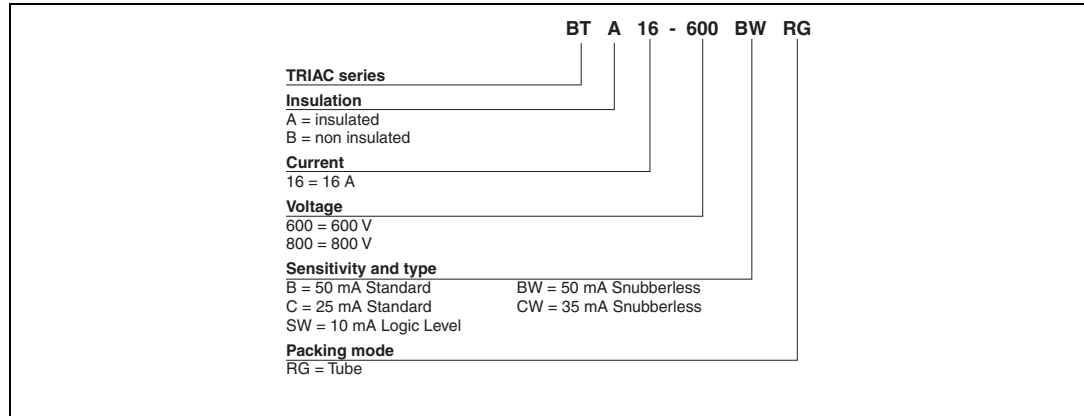 BT A 16 - 600 BW RG
TRIAC series
Insulation
A = insulated
B = non insulated
Current
16 = 16 A
Voltage
600 = 600 V
800 = 800 V
Sensitivity and type
B = 50 mA Standard BW = 50 mA Snubberless
C = 25 mA Standard CW = 35 mA Snubberless
SW = 10 mA Logic Level
Packing mode
RG = Tube